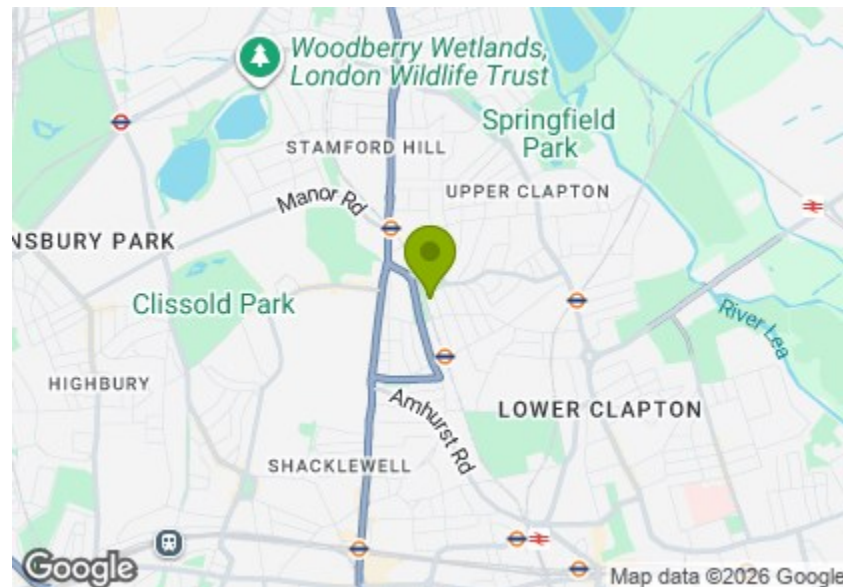 Woodberry Wetlands,
London Wildlife Trust
Springfield
Park
STAMFORD HILL
UPPER CLAPTON
Manor Rd
NSBURY PARK
Clissold Park
River Lea
HIGHBURY
Amhurst Rd
LOWER CLAPTON
SHACKLEWELL
Google
Map data ©2026 Google